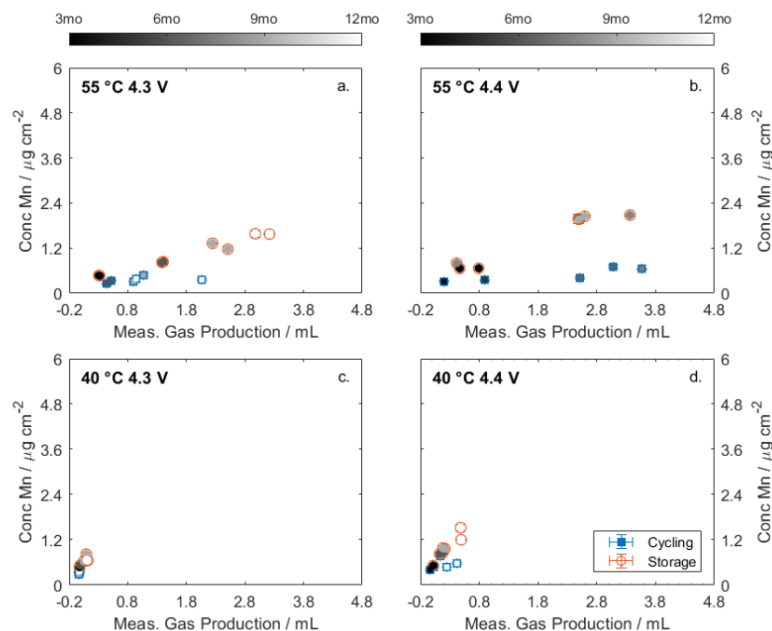 3mo 6mo 9mo 12mo
3mo 6mo 9mo 12mo
55 °C 4.3 V
a.
6
4.8
3.6
2.4
1.2
0
Conc Mn / μg cm⁻²
-0.2 0.8 1.8 2.8 3.8 4.8
Meas. Gas Production / mL
55 °C 4.4 V
b.
6
4.8
3.6
2.4
1.2
0
Conc Mn / μg cm⁻²
-0.2 0.8 1.8 2.8 3.8 4.8
Meas. Gas Production / mL
40 °C 4.3 V
c.
6
4.8
3.6
2.4
1.2
0
Conc Mn / μg cm⁻²
-0.2 0.8 1.8 2.8 3.8 4.8
Meas. Gas Production / mL
40 °C 4.4 V
d.
6
4.8
3.6
2.4
1.2
0
Conc Mn / μg cm⁻²
Cycling
Storage
-0.2 0.8 1.8 2.8 3.8 4.8
Meas. Gas Production / mL